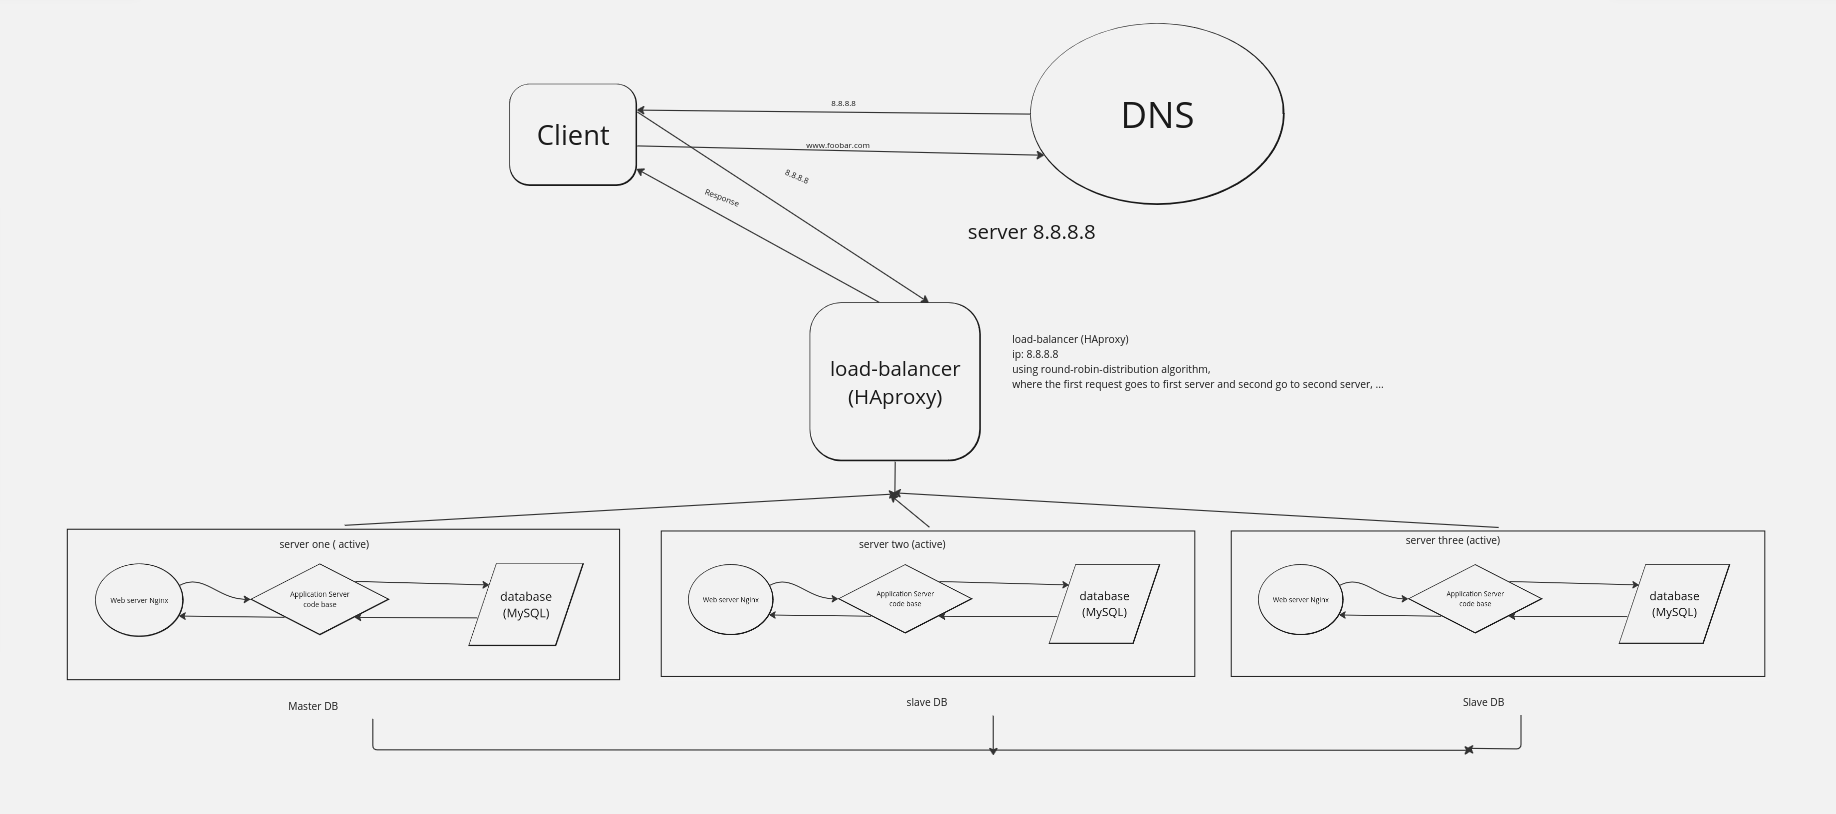 DNS
Client
8.8.8.8
www.foobar.com
8.8.8.8
Response
server 8.8.8.8
load-balancer
(HAproxy)
load-balancer (HAproxy)
ip: 8.8.8.8
using round-robin-distribution algorithm,
where the first request goes to first server and second go to second server, ...
server one ( active)
Web server Nginx
Application Server
code base
database
(MySQL)
Master DB
server two (active)
Web server Nginx
Application Server
code base
database
(MySQL)
slave DB
server three (active)
Web server Nginx
Application Server
code base
database
(MySQL)
Slave DB